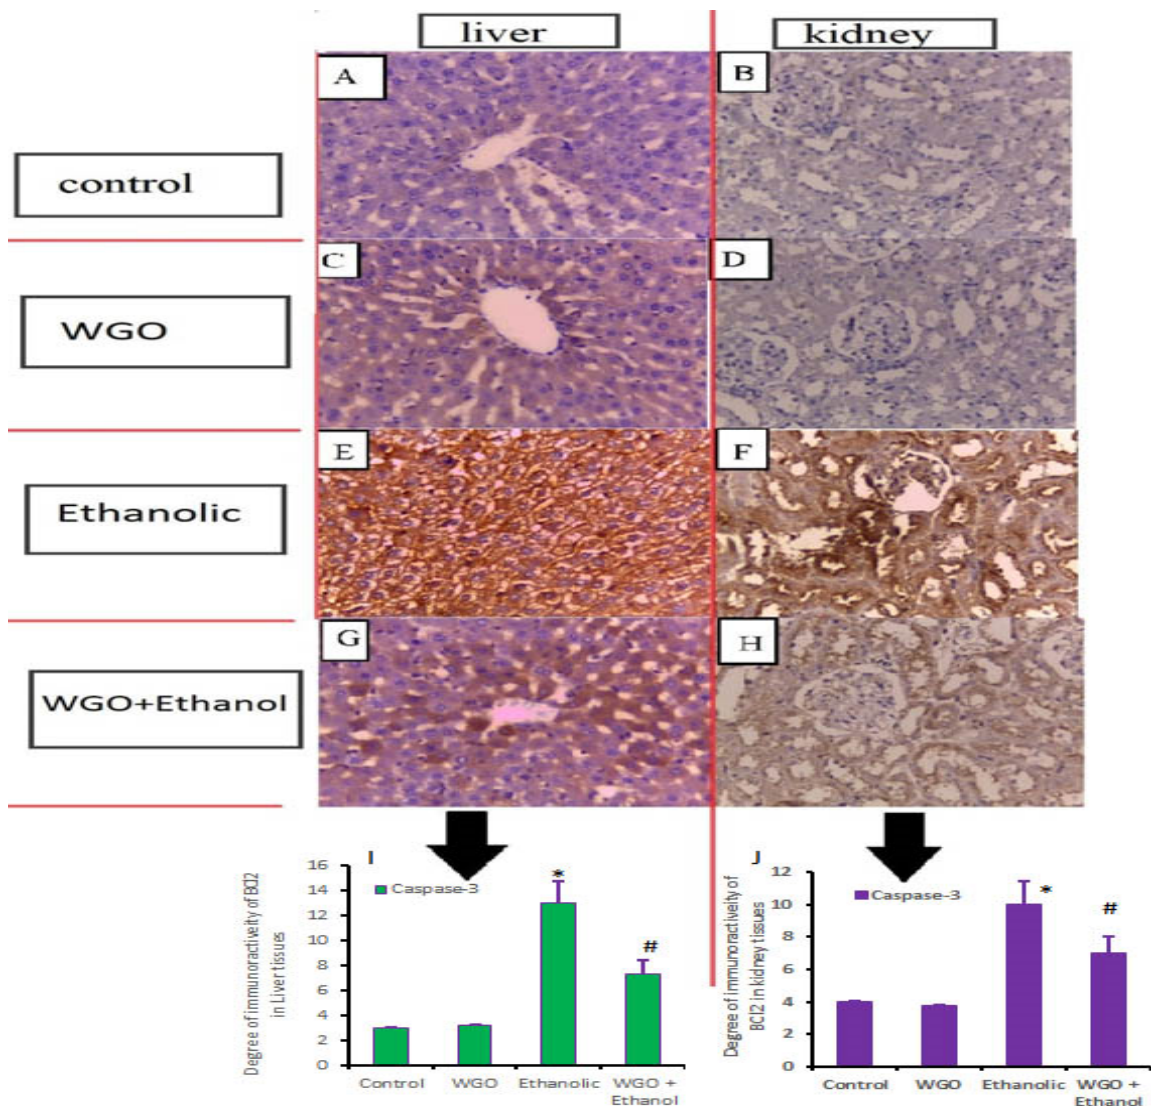 liver
kidney
A
B
control
C
D
WGO
E
F
Ethanolic
G
H
WGO+Ethanol
I
Degree of immunoractiveity of BCl2
in Liver tissues
16
14
12
10
8
6
4
2
0
Caspase-3
*
#
Control
WGO
Ethanolic
WGO +
Ethanol
J
Degree of immunoractiveity of
BCl2 in kidney tissues
12
10
8
6
4
2
0
Caspase-3
*
#
Control
WGO
Ethanolic
WGO +
Ethanol